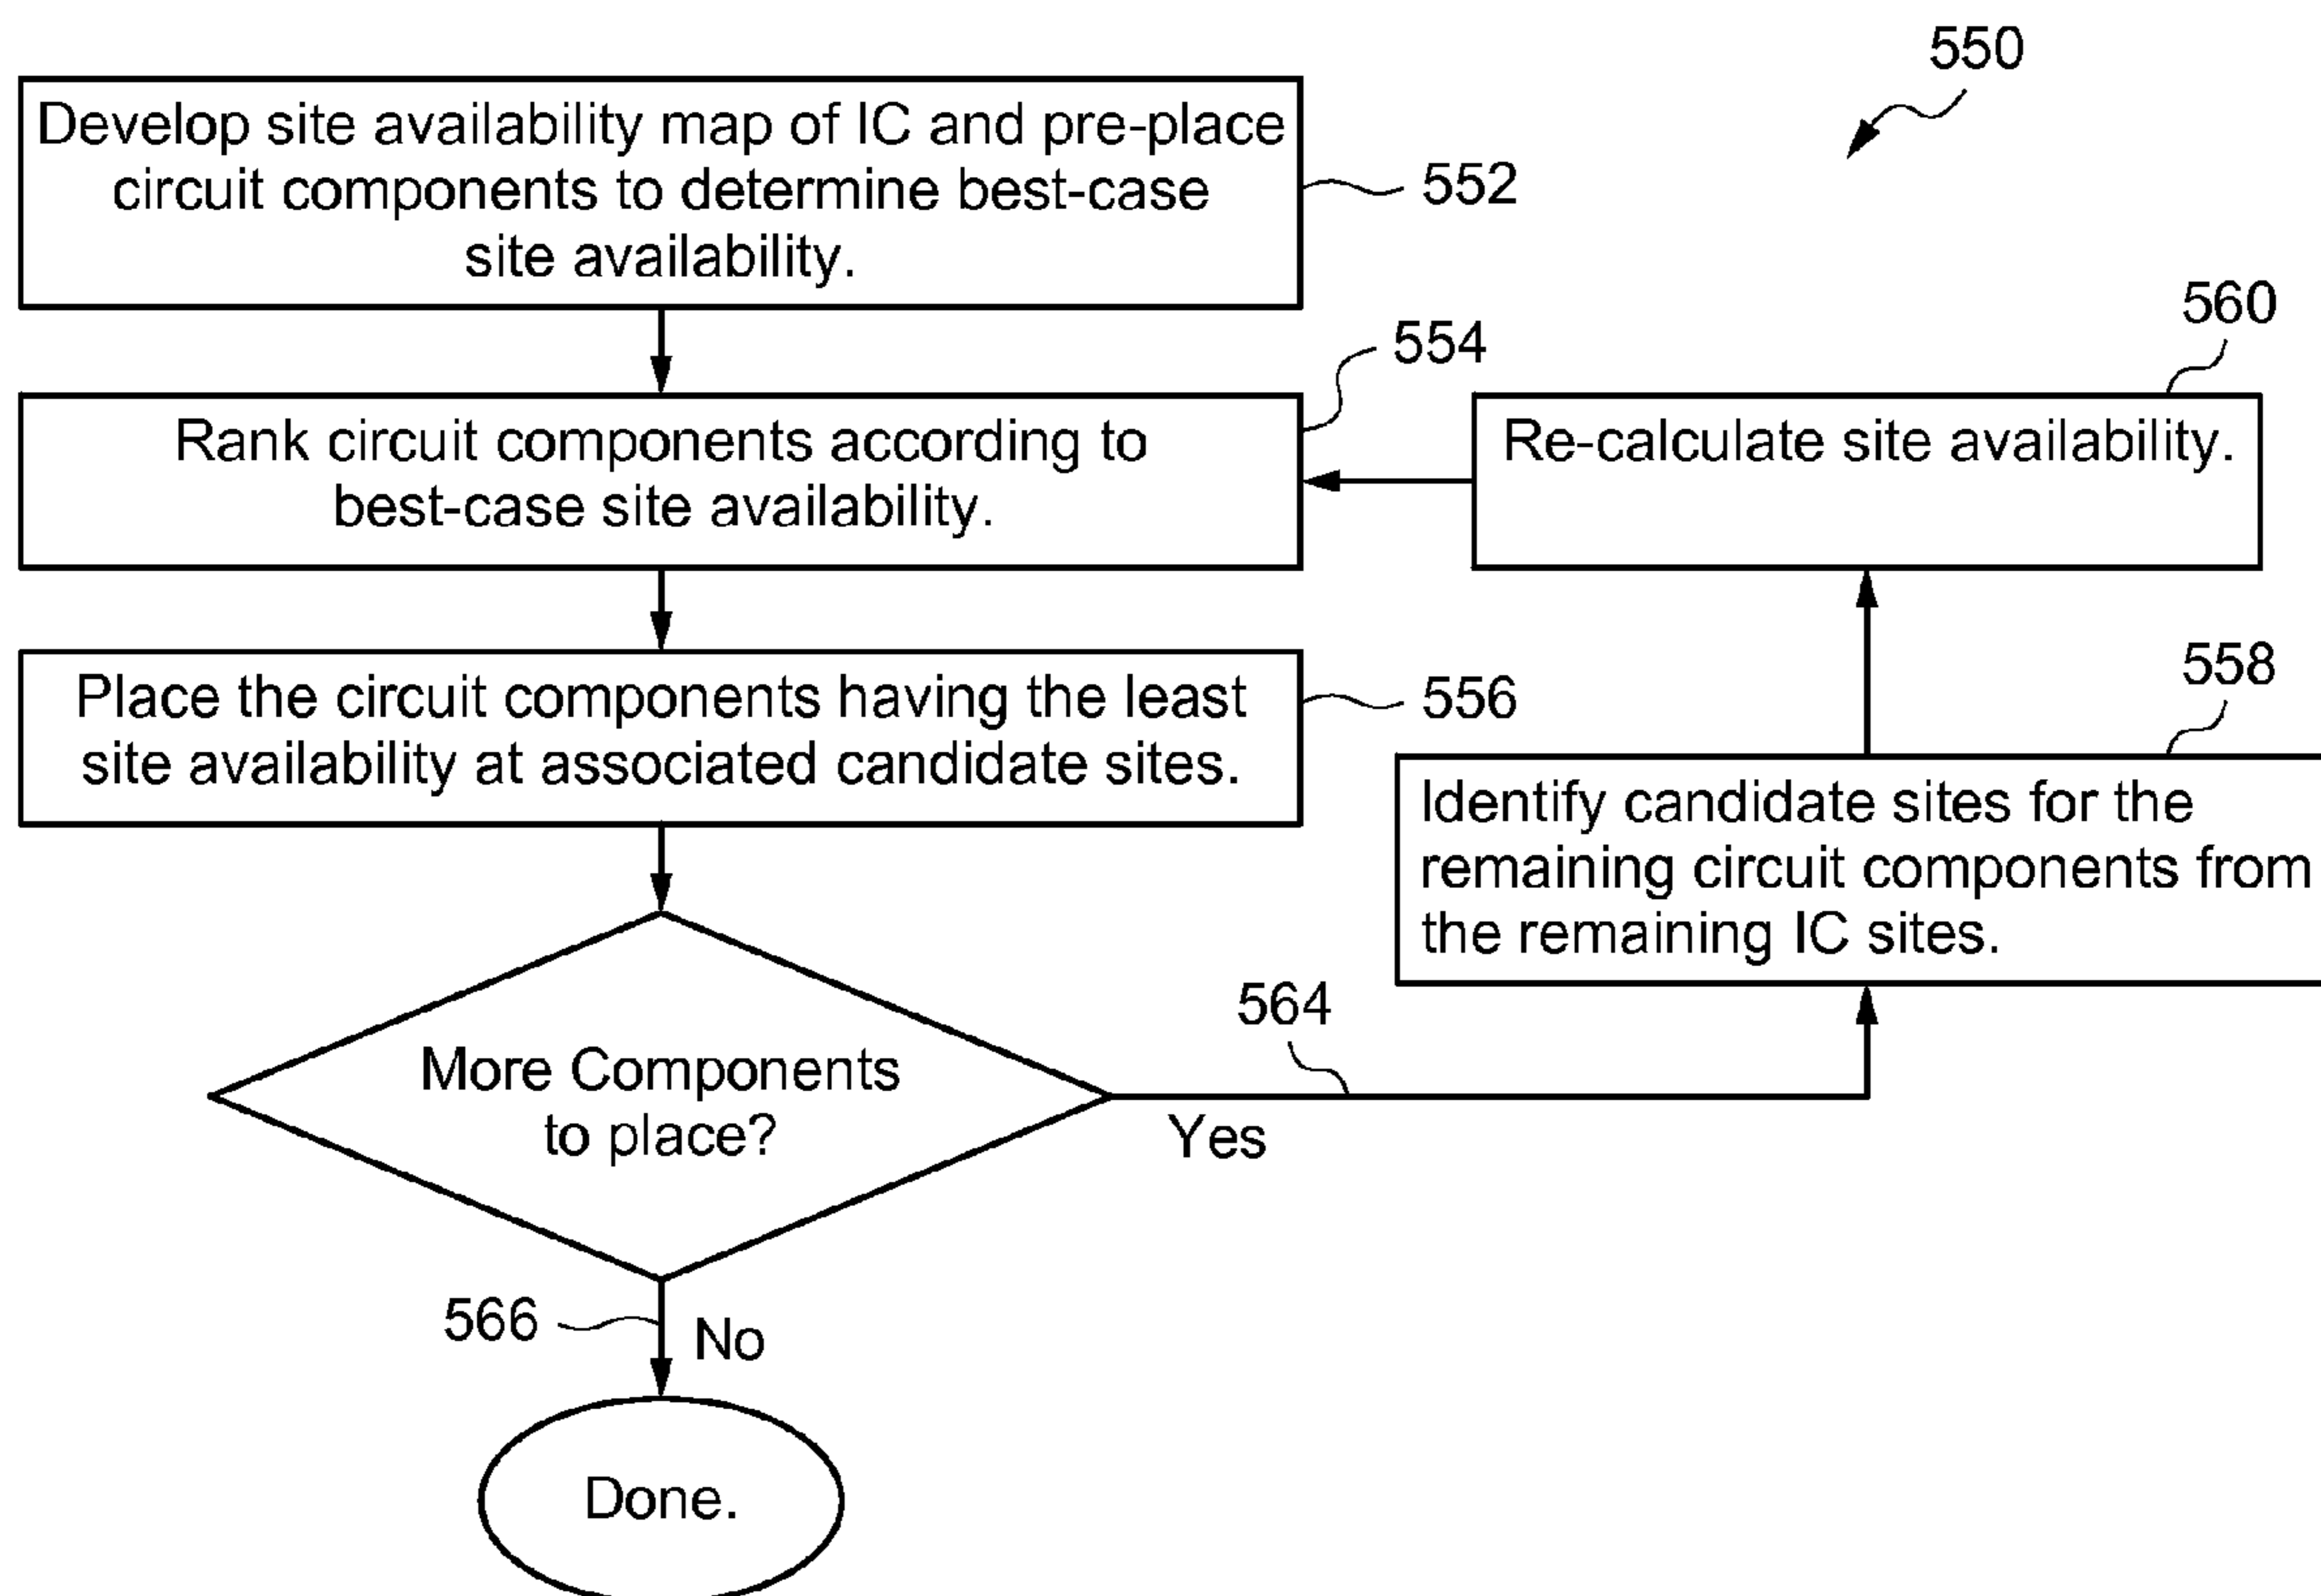 550
Develop site availability map of IC and pre-place
circuit components to determine best-case
site availability.
552
554
Rank circuit components according to
best-case site availability.
560
Re-calculate site availability.
Place the circuit components having the least
site availability at associated candidate sites.
556
558
Identify candidate sites for the
remaining circuit components from
the remaining IC sites.
More Components
to place?
564
Yes
566
No
Done.